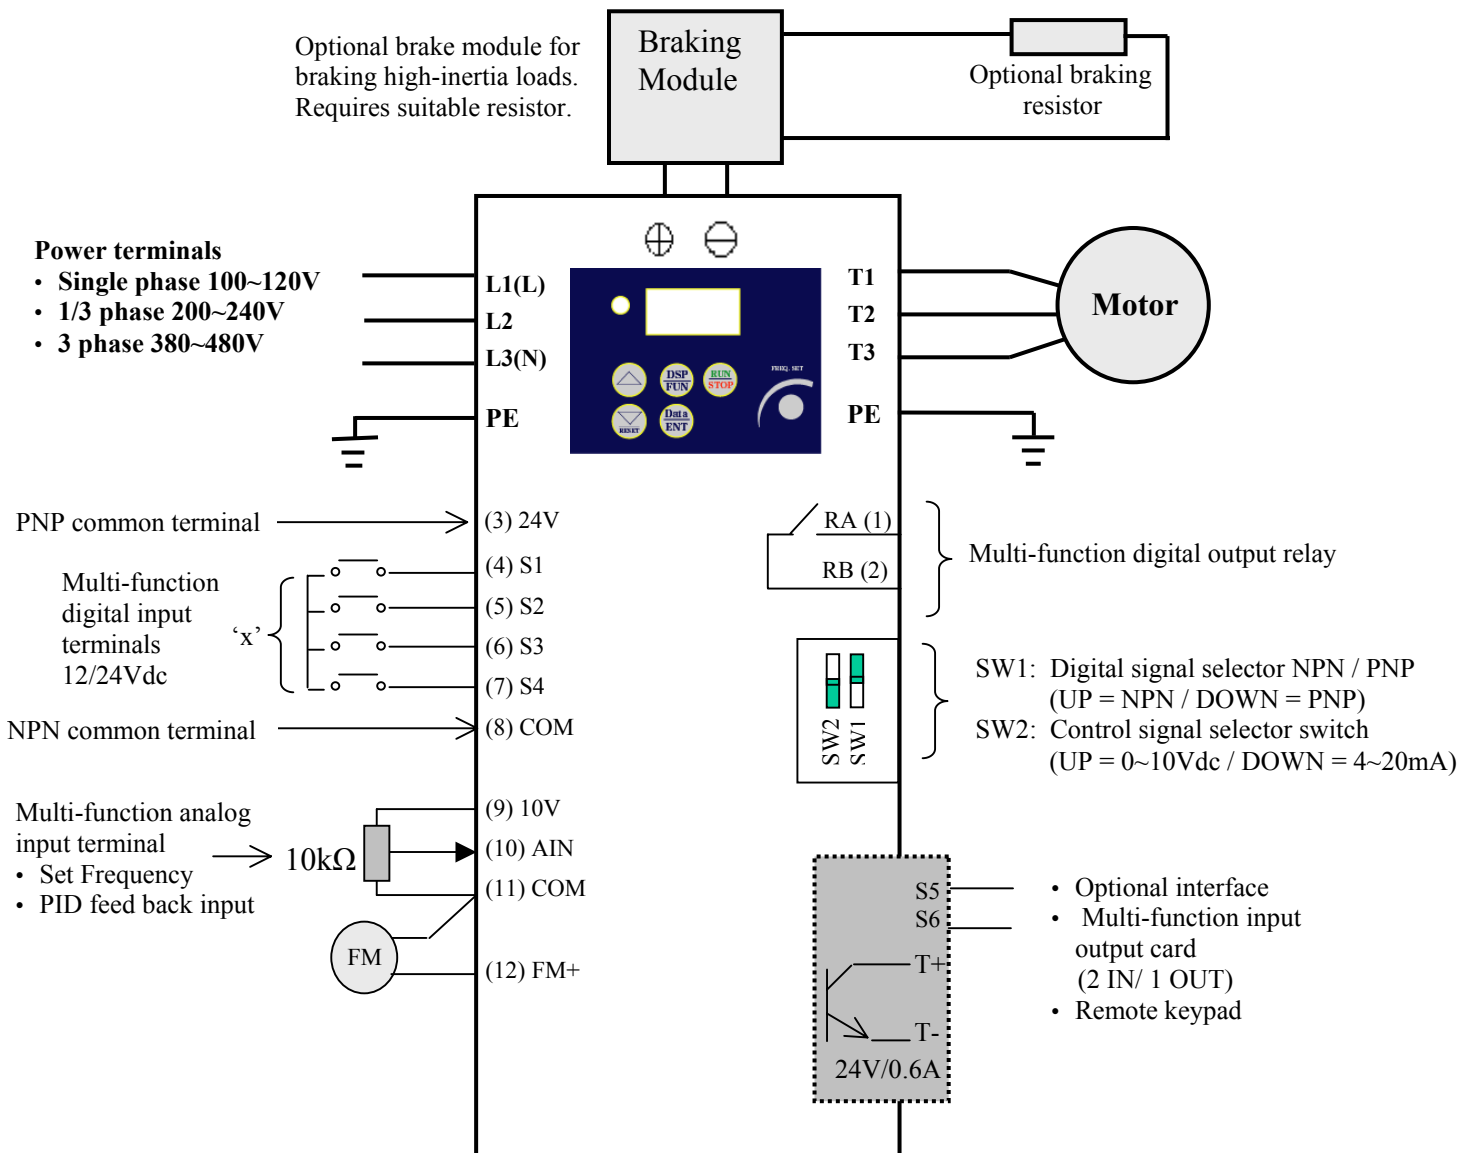 Optional brake module for
braking high-inertia loads.
Requires suitable resistor.
Braking
Module
Optional braking
resistor
Power terminals
• Single phase 100~120V
• 1/3 phase 200~240V
• 3 phase 380~480V
L1(L)
L2
L3(N)
PE
DSP
FUN
RUN
STOP
RESET
Data
ENT
FREQ. SET
T1
T2
T3
PE
Motor
PNP common terminal
(3) 24V
Multi-function
digital input
terminals
12/24Vdc
‘x’
(4) S1
(5) S2
(6) S3
(7) S4
NPN common terminal
(8) COM
RA (1)
RB (2)
Multi-function digital output relay
SW2
SW1
SW1: Digital signal selector NPN / PNP
(UP = NPN / DOWN = PNP)
SW2: Control signal selector switch
(UP = 0~10Vdc / DOWN = 4~20mA)
Multi-function analog
input terminal
• Set Frequency
• PID feed back input
10kΩ
(9) 10V
(10) AIN
(11) COM
FM
(12) FM+
S5
S6
T+
T-
24V/0.6A
• Optional interface
• Multi-function input
output card
(2 IN/ 1 OUT)
• Remote keypad